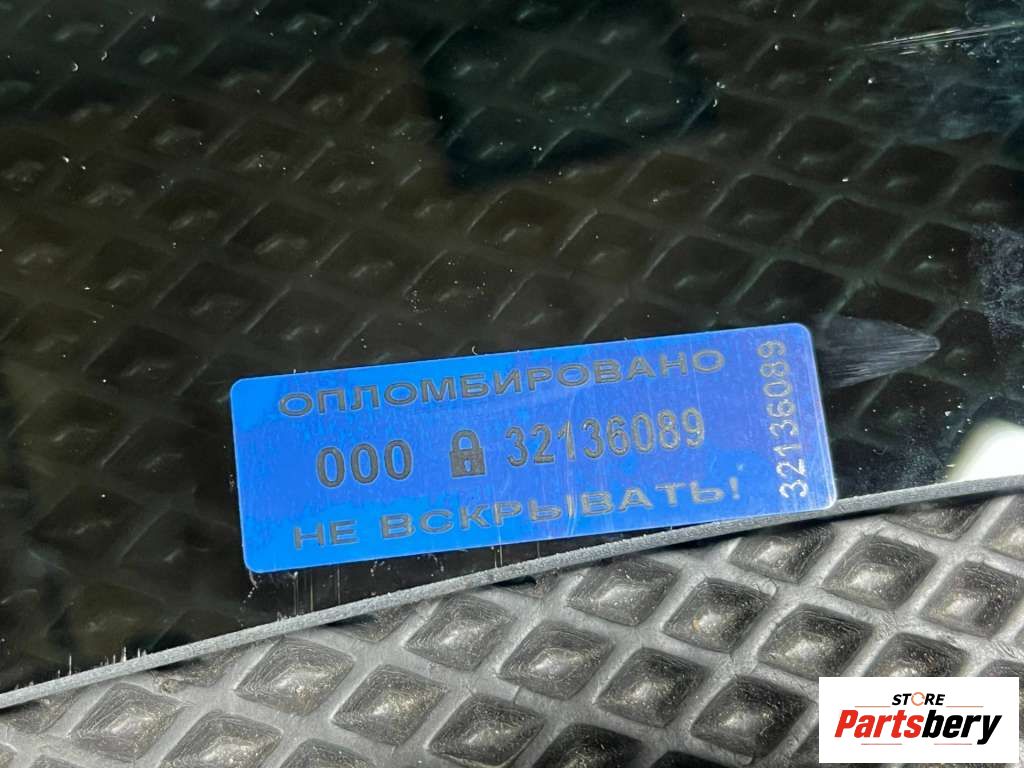 ОПЛОМБИРОВАНО
000 32136089
НЕ ВСКРЫВАТЬ!
32136089
STORE
Partsbery